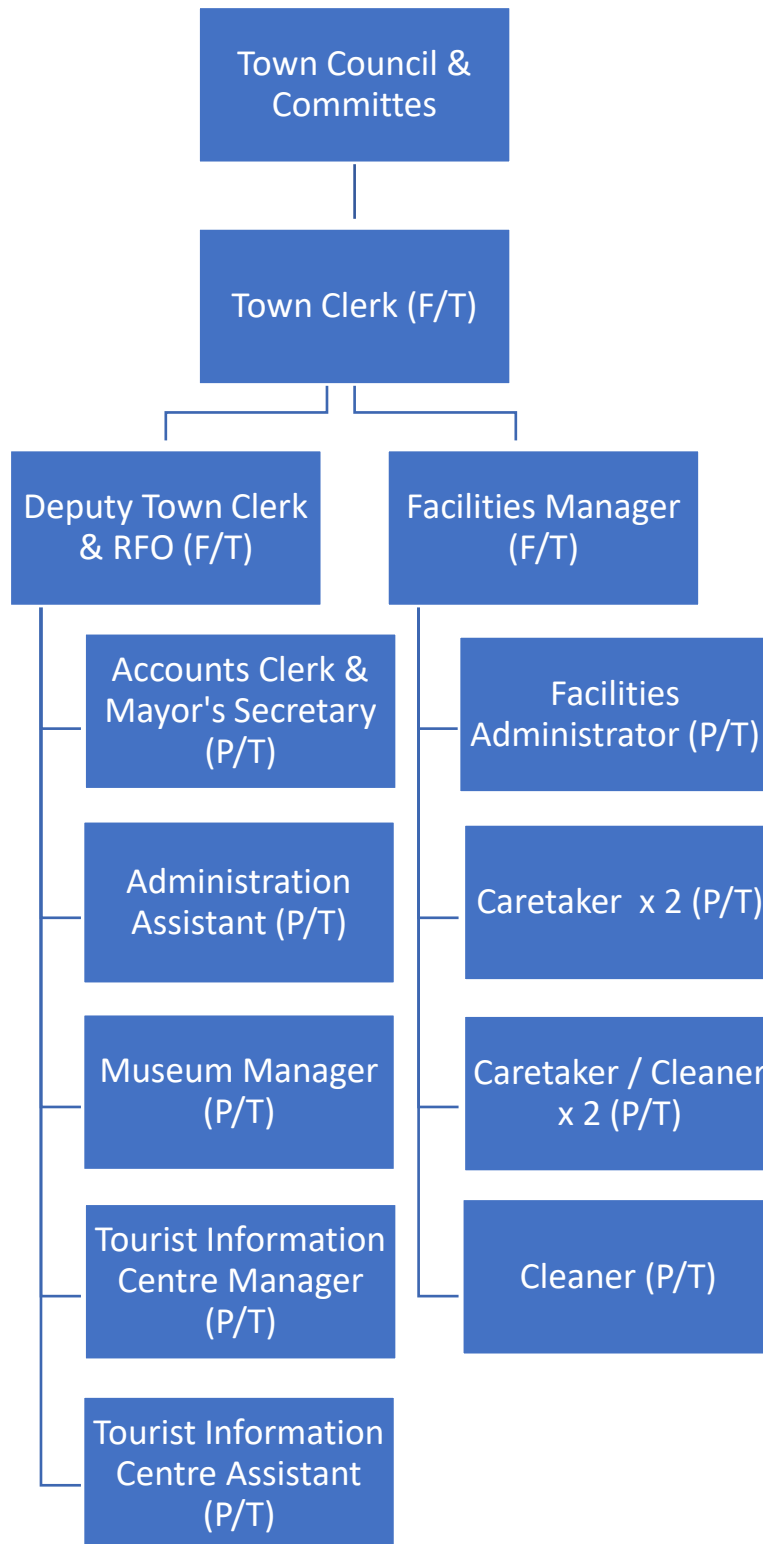 Town Council &
Committes
Town Clerk (F/T)
Deputy Town Clerk
& RFO (F/T)
Accounts Clerk &
Mayor's Secretary
(P/T)
Administration
Assistant (P/T)
Museum Manager
(P/T)
Tourist Information
Centre Manager
(P/T)
Tourist Information
Centre Assistant
(P/T)
Facilities Manager
(F/T)
Facilities
Administrator (P/T)
Caretaker  x 2 (P/T)
Caretaker / Cleaner
x 2 (P/T)
Cleaner (P/T)